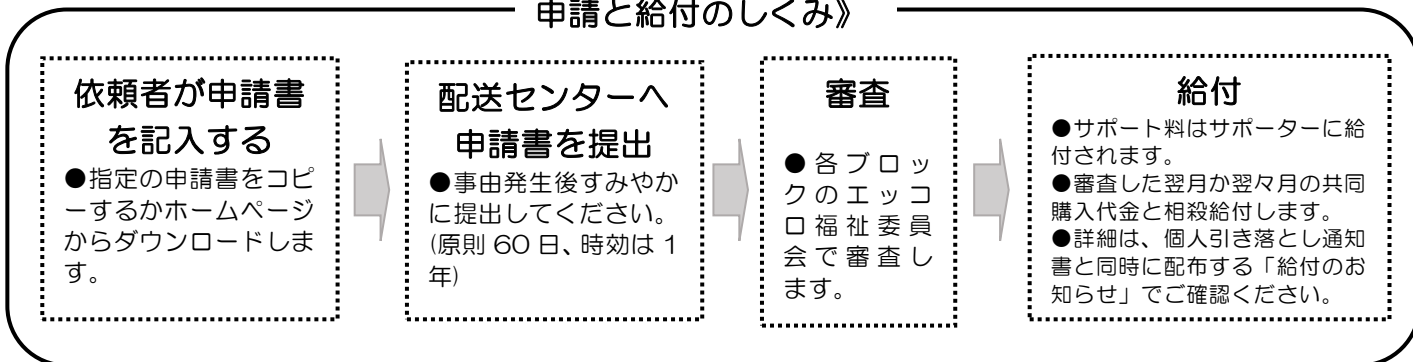 申請と給付のしくみ》
依頼者が申請書
を記入する
●指定の申請書をコピ
ーするかホームページ
からダウンロードしま
す。
配送センターへ
申請書を提出
●事由発生後すみやか
に提出してください。
(原則 60 日、時効は 1
年)
審査
●各ブロッ
クのエッコ
ロ福祉委員
会で審査し
ます。
給付
●サポート料はサポーターに給
付されます。
●審査した翌月か翌々月の共同
購入代金と相殺給付します。
●詳細は、個人引き落とし通知
書と同時に配布する「給付のお
知らせ」でご確認ください。